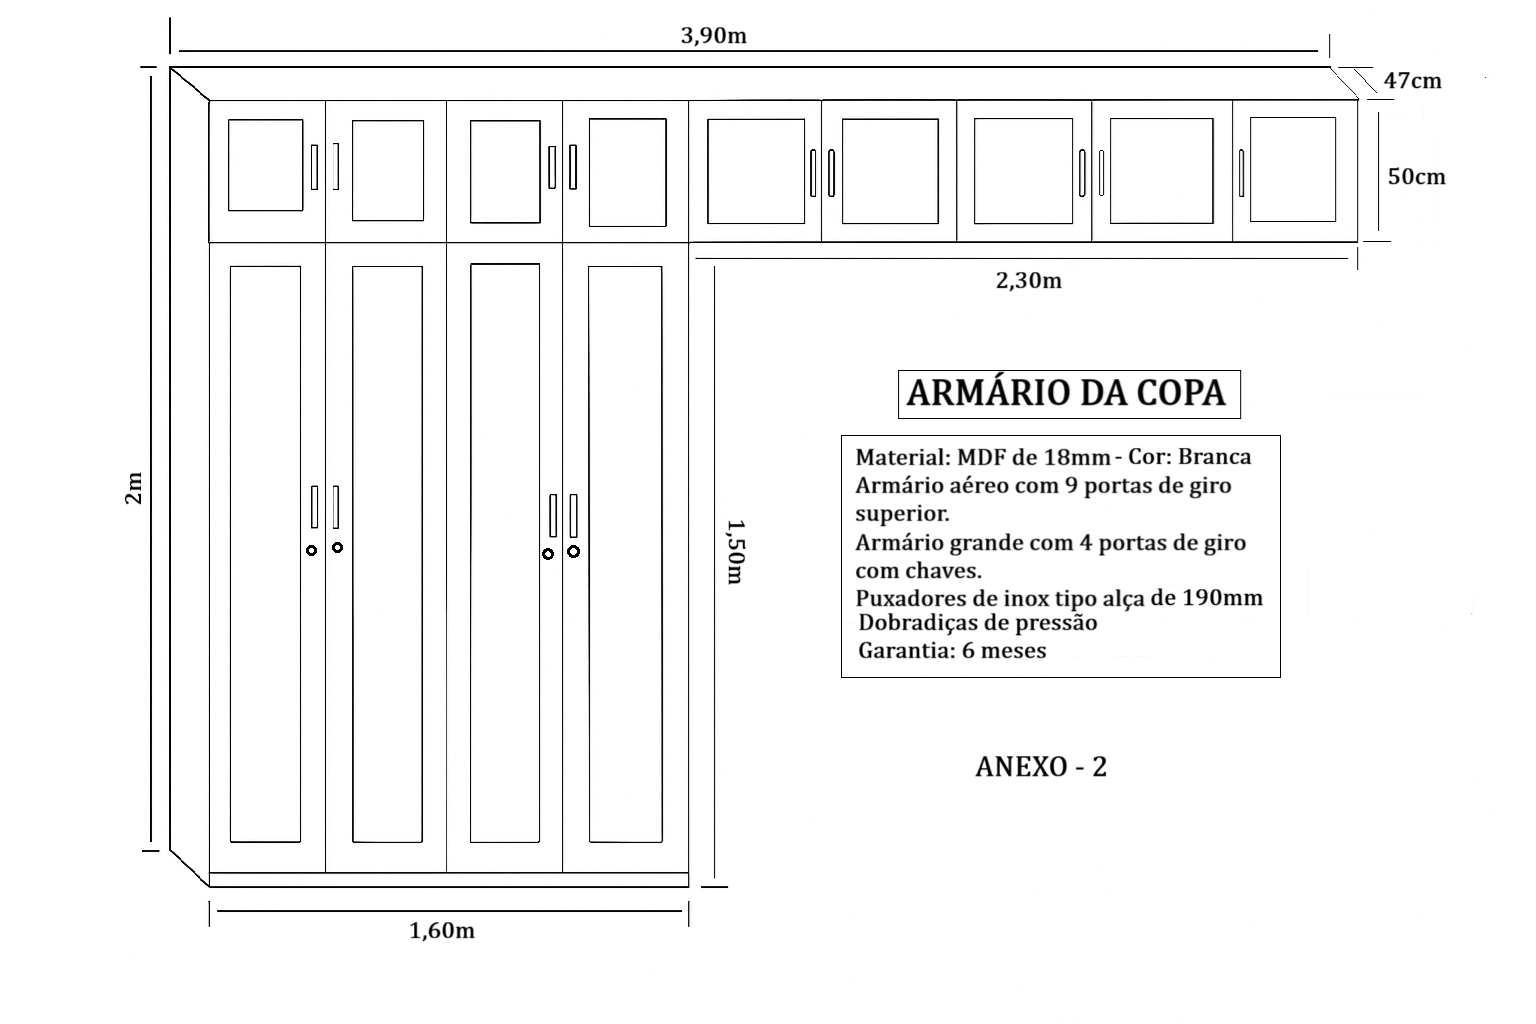 3,90m
47cm
50cm
2,30m
2m
1,50m
1,60m
ARMÁRIO DA COPA
Material: MDF de 18mm - Cor: Branca
Armário aéreo com 9 portas de giro
superior.
Armário grande com 4 portas de giro
com chaves.
Puxadores de inox tipo alça de 190mm
Dobradiças de pressão
Garantia: 6 meses
ANEXO - 2